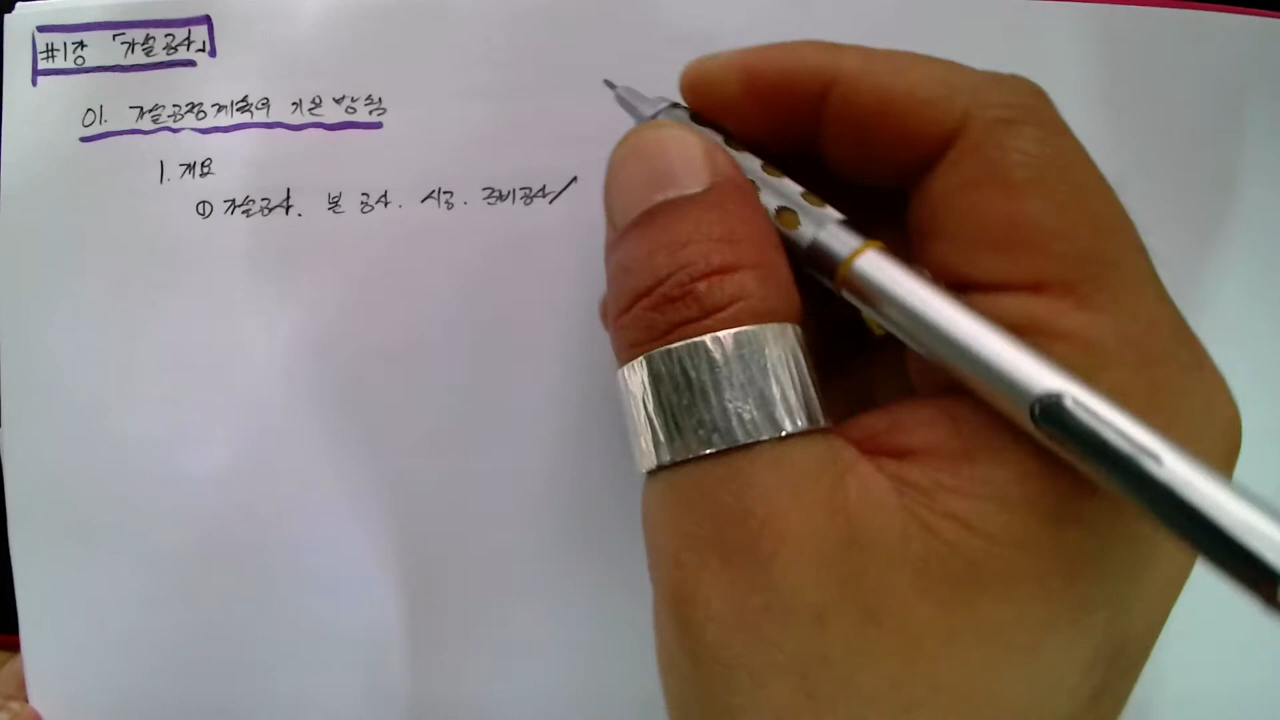 #1장 「가설공사」
01. 가설공정계획의 기본 방침
1. 개요
① 가설공사. 본 공사. 시공. 준비공사/